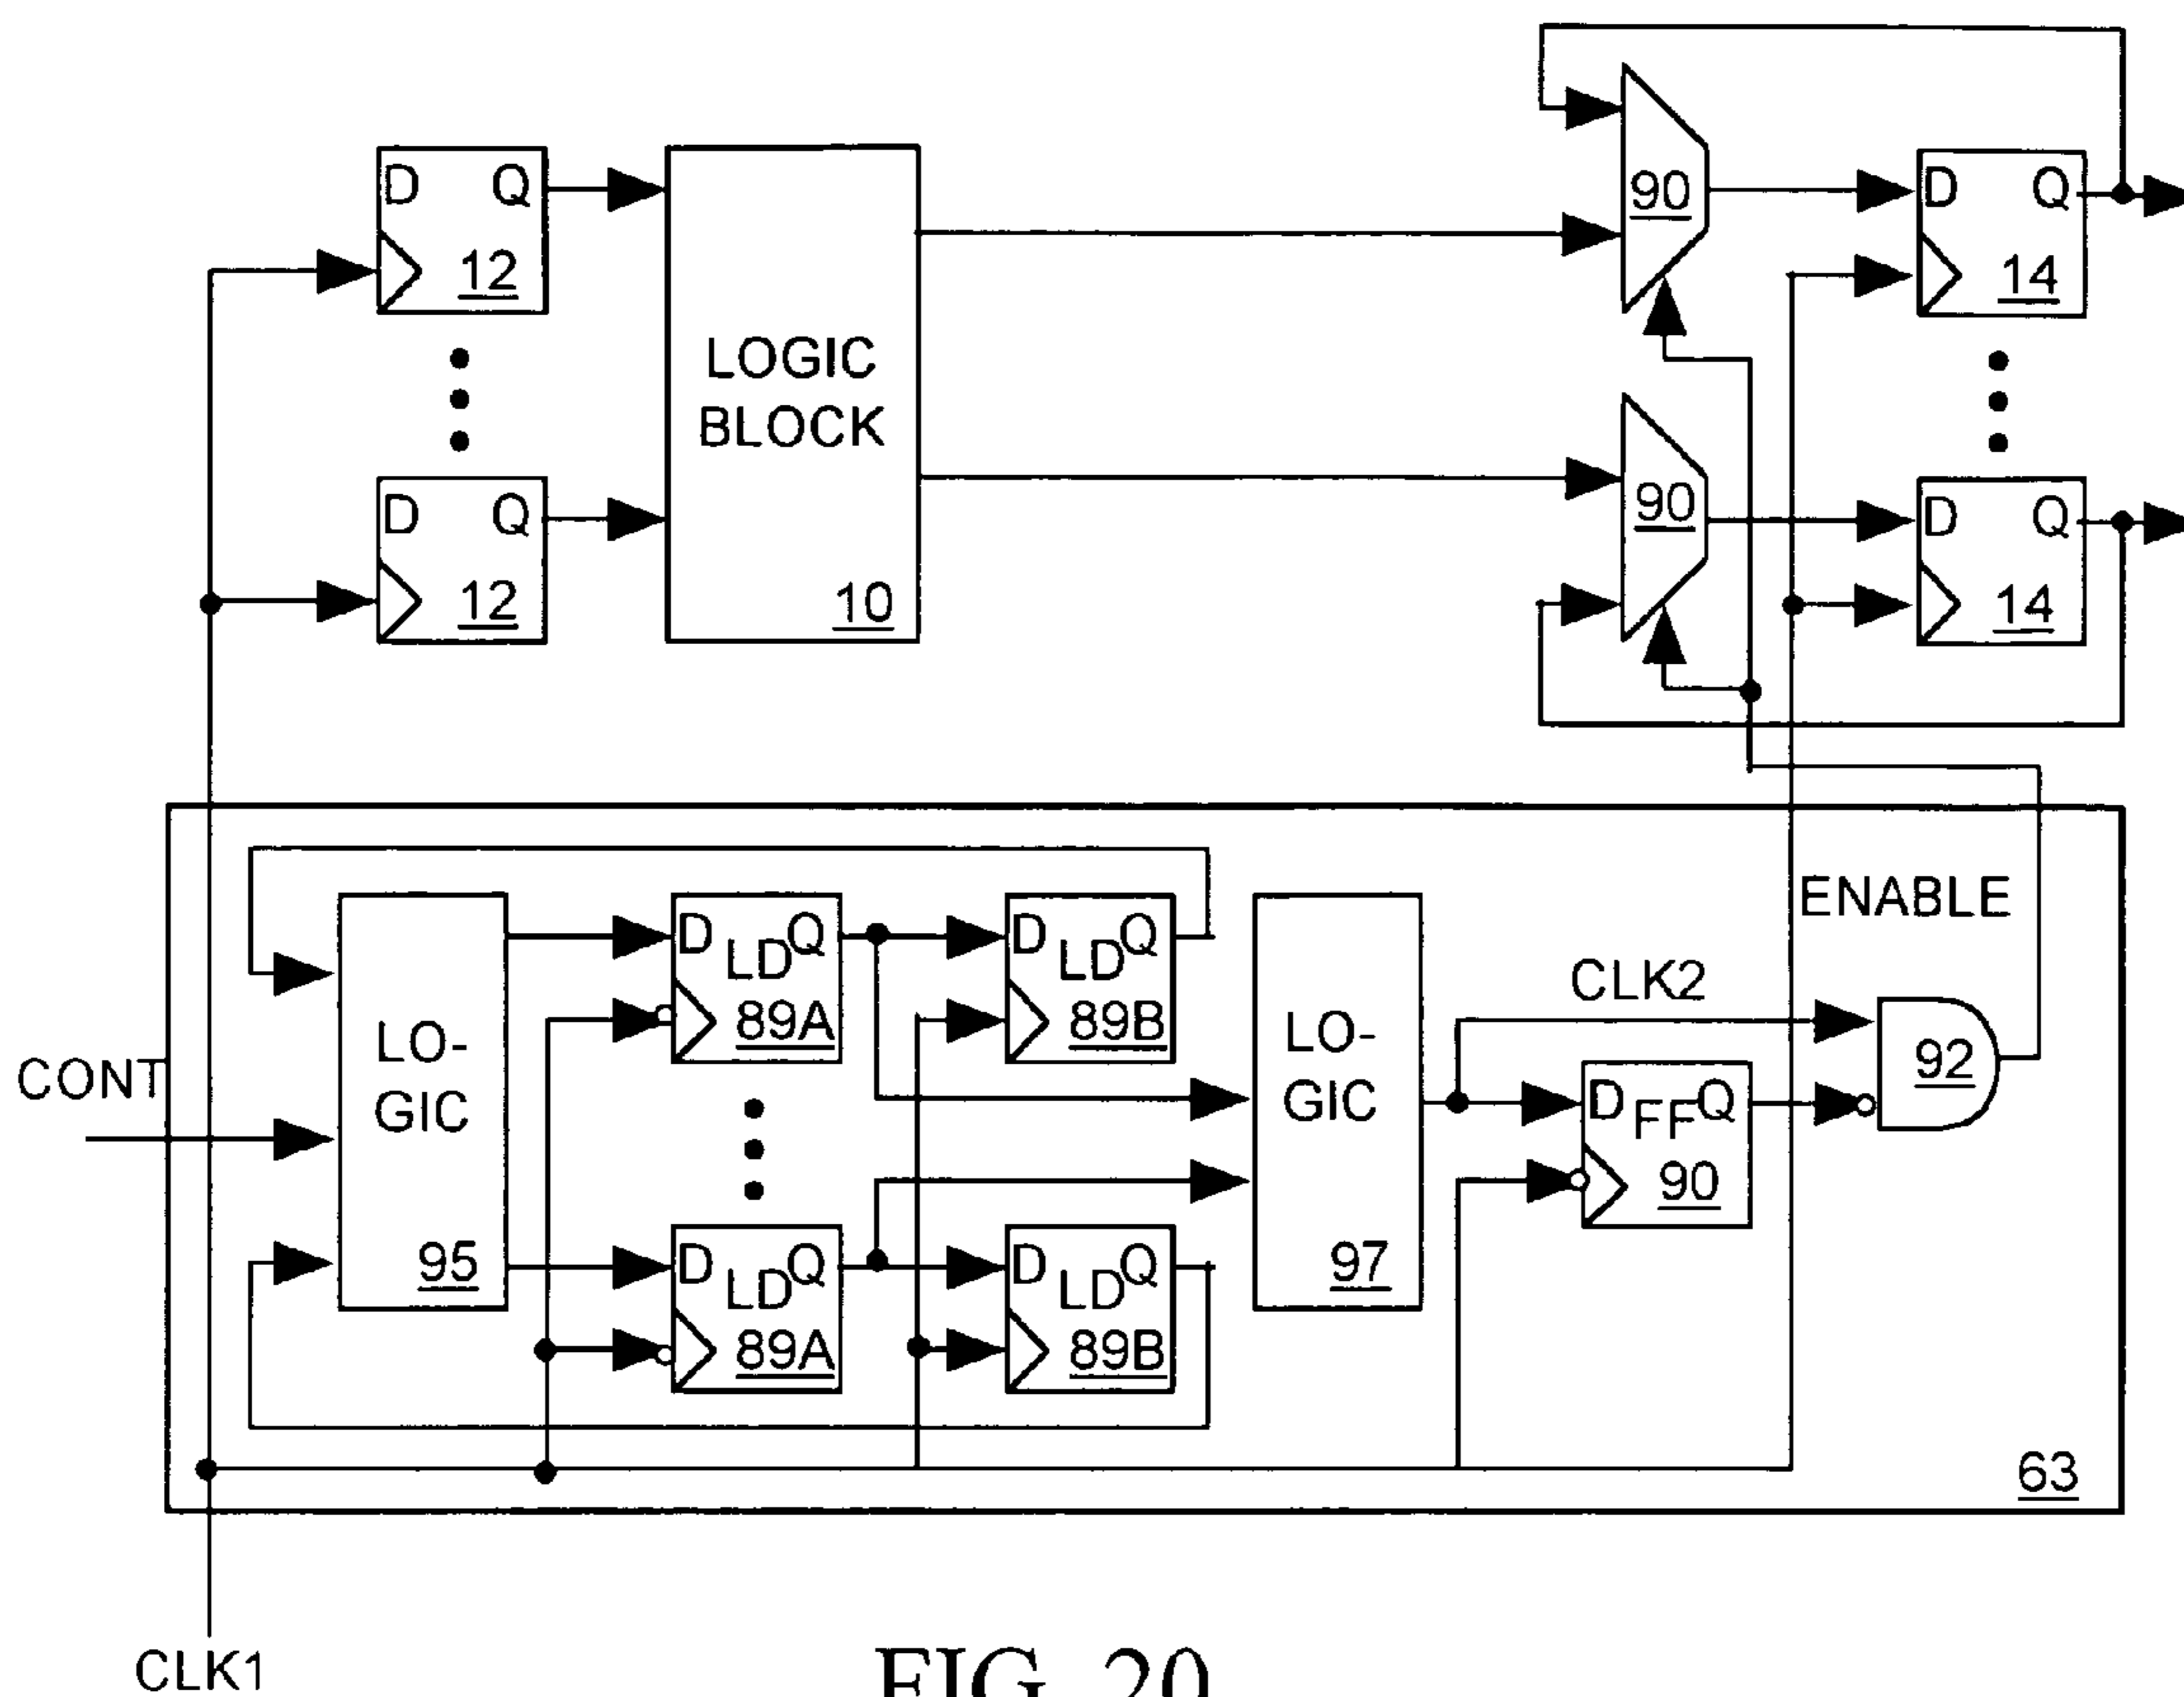 D Q
12
D Q
12
LOGIC
BLOCK
10
90
90
D Q
14
D Q
14
CONT
LO-
GIC
95
D LD Q
89A
D LD Q
89B
D LD Q
89A
D LD Q
89B
LO-
GIC
97
ENABLE
CLK2
D FF Q
90
92
63
CLK1
FIG. 20